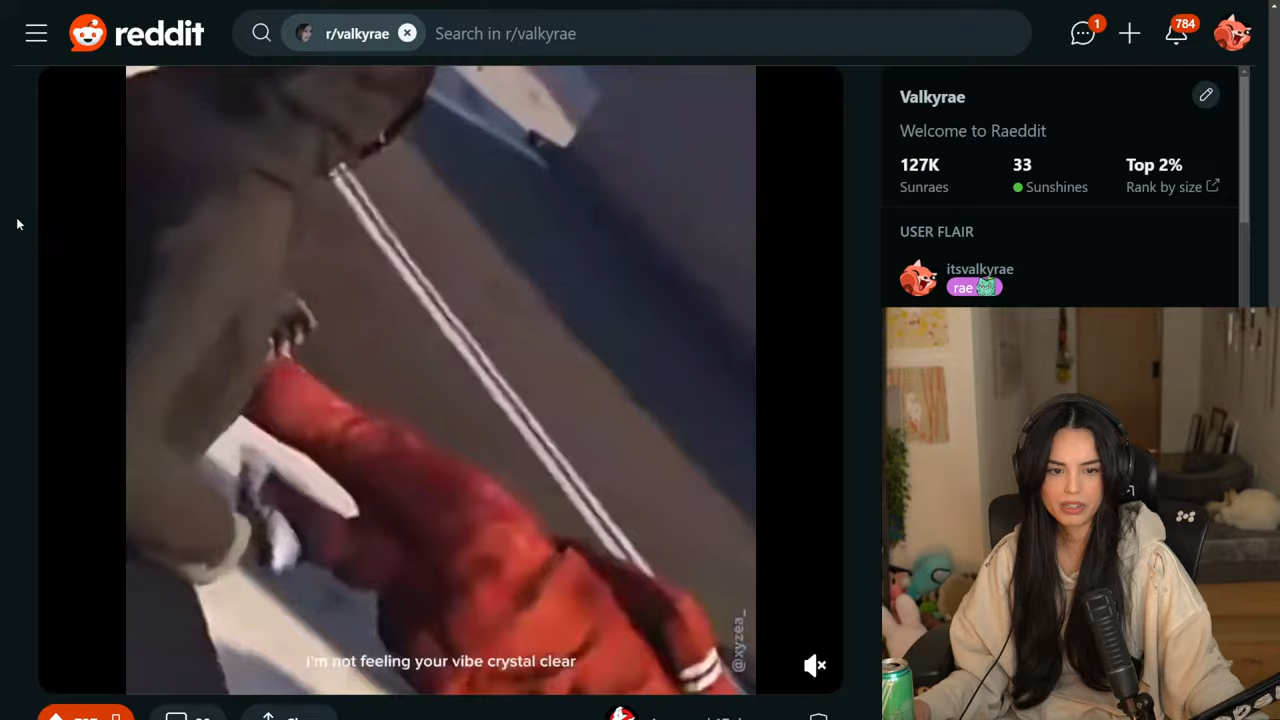 reddit
r/valkyrae
Search in r/valkyrae
1
784
Valkyrae
Welcome to Raeddit
127K
33
Top 2%
Sunraes
Sunshines
Rank by size
USER FLAIR
itsvalkyrae
rae
I'm not feeling your vibe crystal clear
@xyzea_